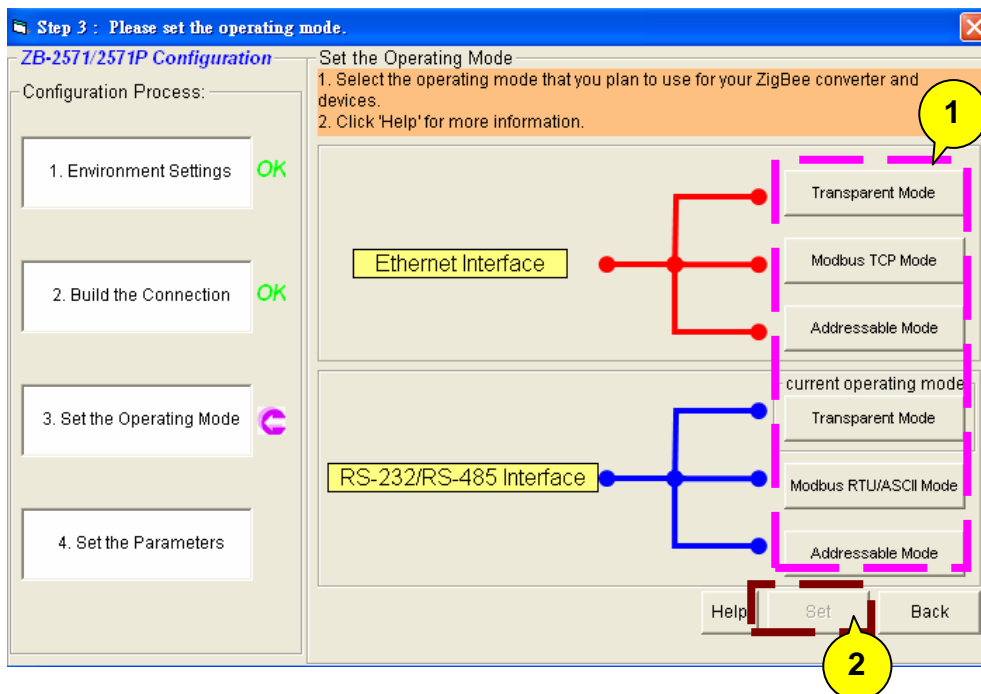 Step 3 : Please set the operating mode.
ZB-2571/2571P Configuration
Configuration Process:
1. Environment Settings
OK
2. Build the Connection
OK
3. Set the Operating Mode
4. Set the Parameters
Set the Operating Mode
1. Select the operating mode that you plan to use for your ZigBee converter and
devices.
2. Click 'Help' for more information.
1
Ethernet Interface
Transparent Mode
Modbus TCP Mode
Addressable Mode
RS-232/RS-485 Interface
current operating mode
Transparent Mode
Modbus RTU/ASCII Mode
Addressable Mode
Help
Set
Back
2